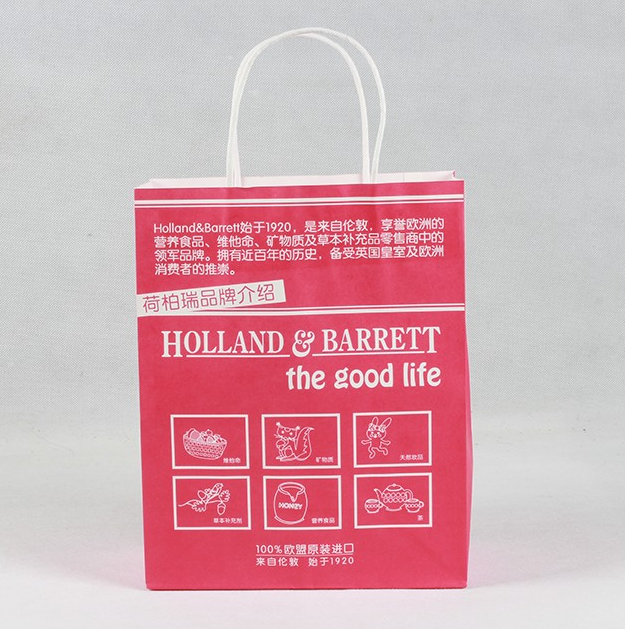 Holland&Barrett始于1920，是来自伦敦，享誉欧洲的
营养食品、维他命、矿物质及草本补充品零售商中的
领军品牌。拥有近百年的历史，备受英国皇室及欧洲
消费者的推崇。
荷柏瑞品牌介绍
HOLLAND & BARRETT
the good life
维他命
矿物质
天然妆品
草本补充剂
HONEY
营养食品
茶
100%欧盟原装进口
来自伦敦 始于1920